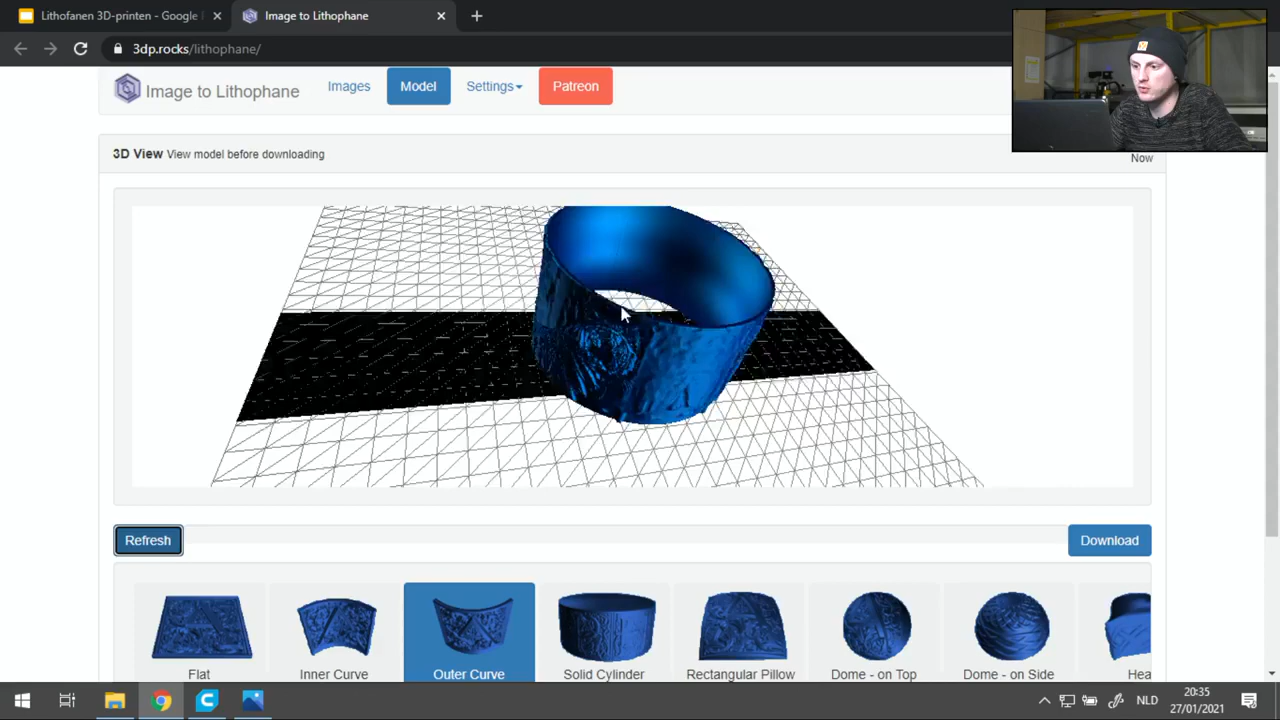 Lithofanen 3D-printen - Google
Image to Lithophane
3dp.rocks/lithophane/
Image to Lithophane
Images
Model
Settings
Patreon
3D View View model before downloading
Now
Refresh
Download
Flat
Inner Curve
Outer Curve
Solid Cylinder
Rectangular Pillow
Dome - on Top
Dome - on Side
Hea
NLD
20:35
27/01/2021